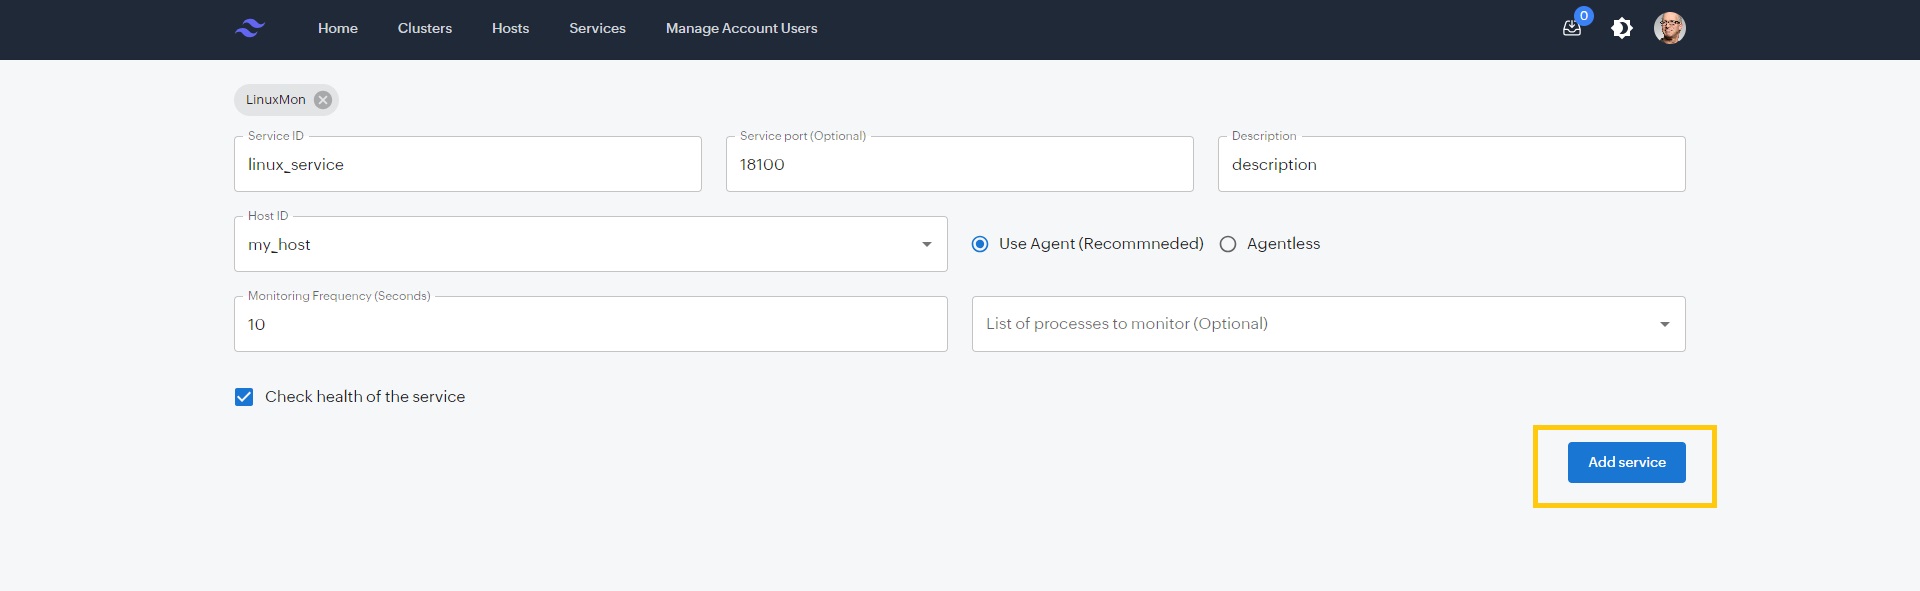 Home Clusters Hosts Services Manage Account Users 0
LinuxMon
Service ID Service port (Optional) Description
linux_service 18100 description
Host ID
my_host Use Agent (Recommneded) Agentless
Monitoring Frequency (Seconds)
10 List of processes to monitor (Optional)
Check health of the service
Add service